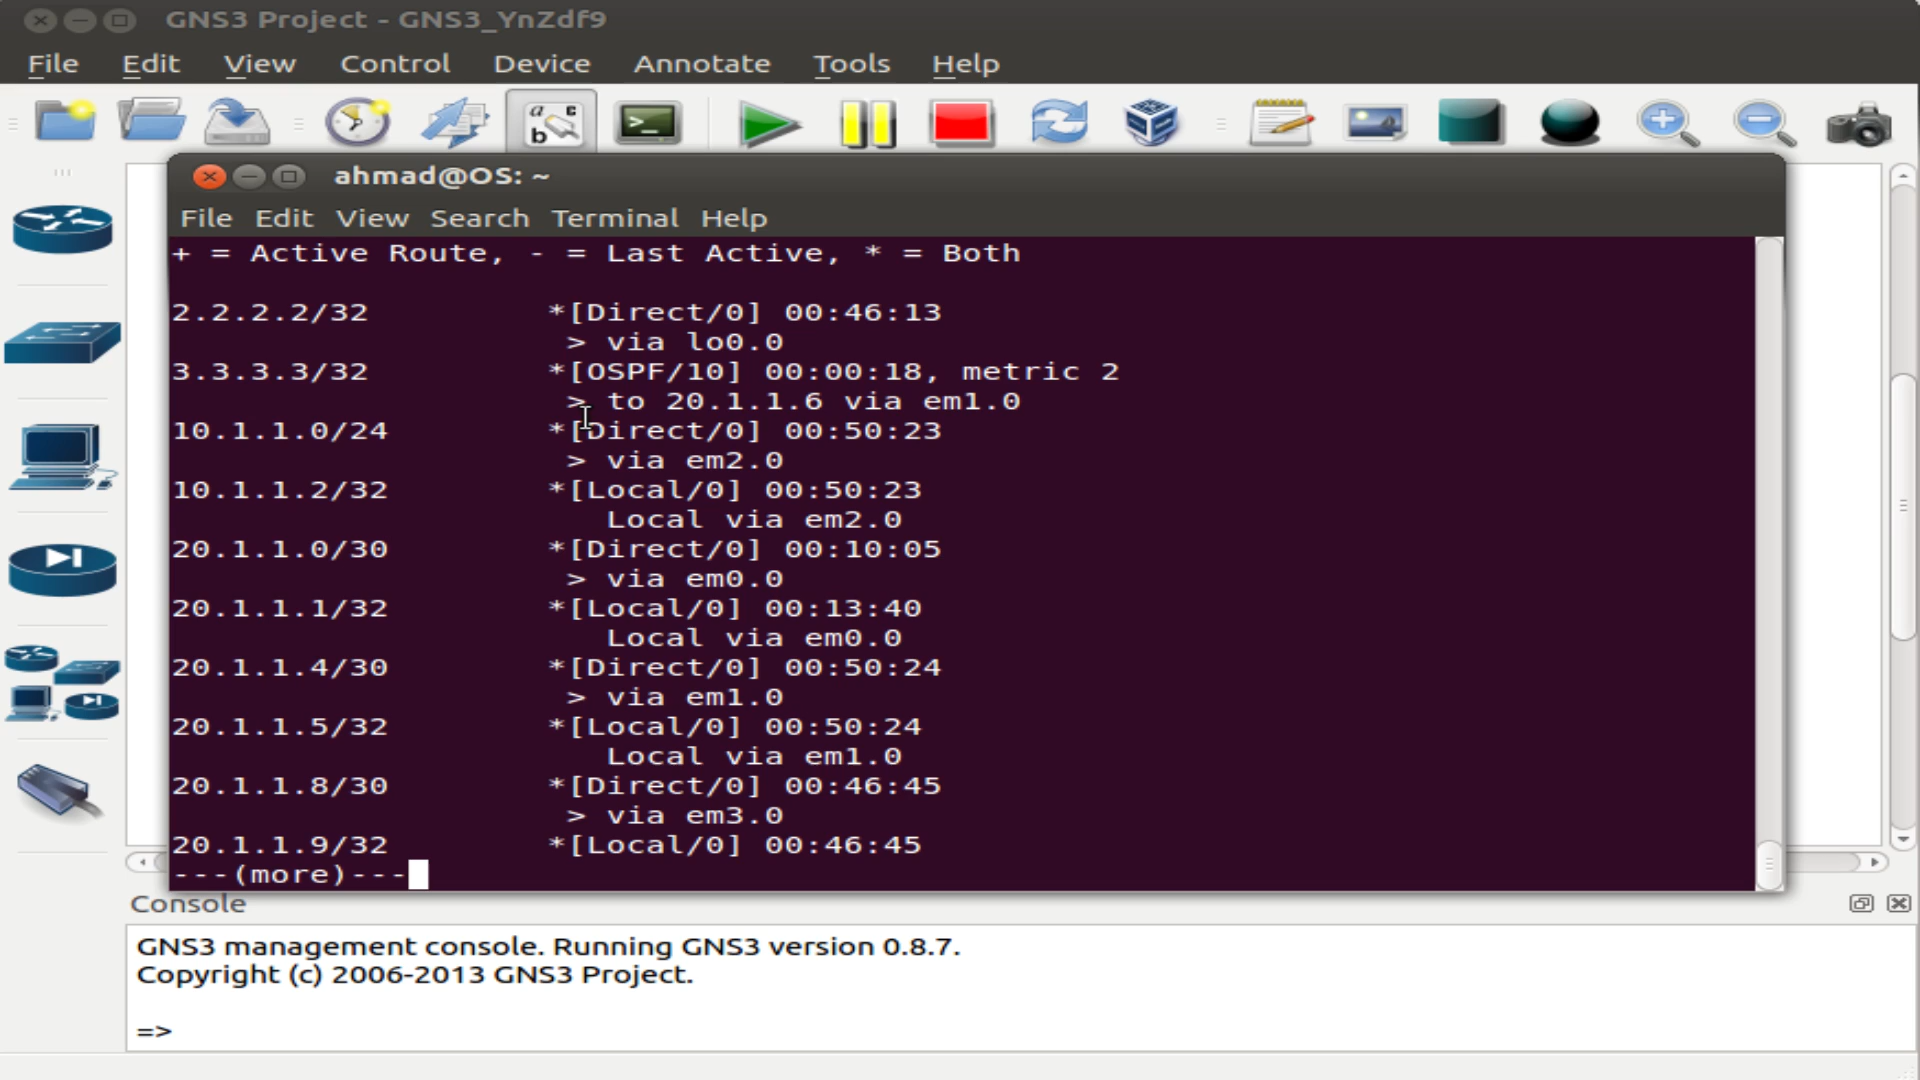 GNS3 Project - GNS3_YnZdf9
File Edit View Control Device Annotate Tools Help
a c
b
>_
ahmad@OS: ~
File Edit View Search Terminal Help
+ = Active Route, - = Last Active, * = Both
2.2.2.2/32 *[Direct/0] 00:46:13
> via lo0.0
3.3.3.3/32 *[OSPF/10] 00:00:18, metric 2
> to 20.1.1.6 via em1.0
10.1.1.0/24 *[Direct/0] 00:50:23
> via em2.0
10.1.1.2/32 *[Local/0] 00:50:23
Local via em2.0
20.1.1.0/30 *[Direct/0] 00:10:05
> via em0.0
20.1.1.1/32 *[Local/0] 00:13:40
Local via em0.0
20.1.1.4/30 *[Direct/0] 00:50:24
> via em1.0
20.1.1.5/32 *[Local/0] 00:50:24
Local via em1.0
20.1.1.8/30 *[Direct/0] 00:46:45
> via em3.0
20.1.1.9/32 *[Local/0] 00:46:45
---(more)---
Console
GNS3 management console. Running GNS3 version 0.8.7.
Copyright (c) 2006-2013 GNS3 Project.
=>